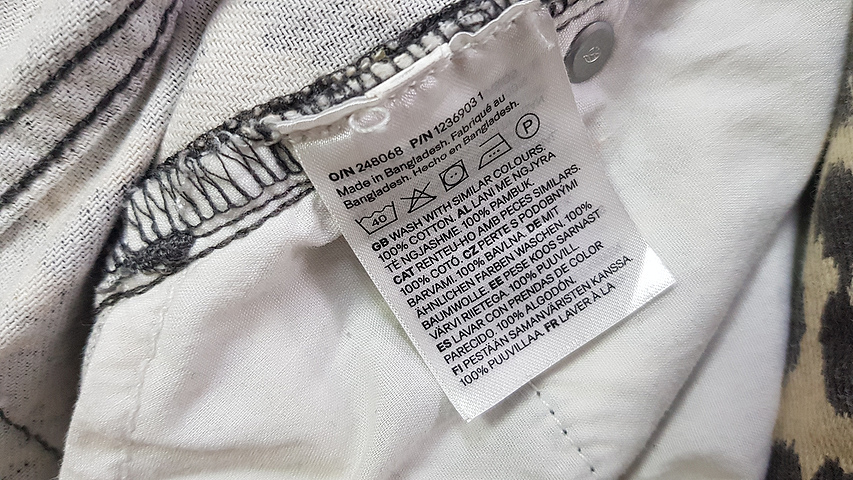 O/N 248068 P/N 1236903 1
Made in Bangladesh. Fabriqué au
Bangladesh. Hecho en Bangladesh.
40 P
GB WASH WITH SIMILAR COLOURS.
100% COTTON. AL LANI ME NGJYRA
TË NGJASHME. 100% PAMBUK.
CAT RENTEU-HO AMB PECES SIMILARS.
100% COTÓ. CZ PERTE S PODOBNÝMI
BARVAMI. 100% BAVLNA. DE MIT
ÄHNLICHEN FARBEN WASCHEN. 100%
BAUMWOLLE. EE PESE KOOS SARNAST
VÄRVI RIIETEGA. 100% PUUVILL
ES LAVAR CON PRENDAS DE COLOR
PARECIDO. 100% ALGODÓN.
FI PESTÄÄN SAMANVÄRISTEN KANSSA.
100% PUUVILLAA. FR LAVER À LA